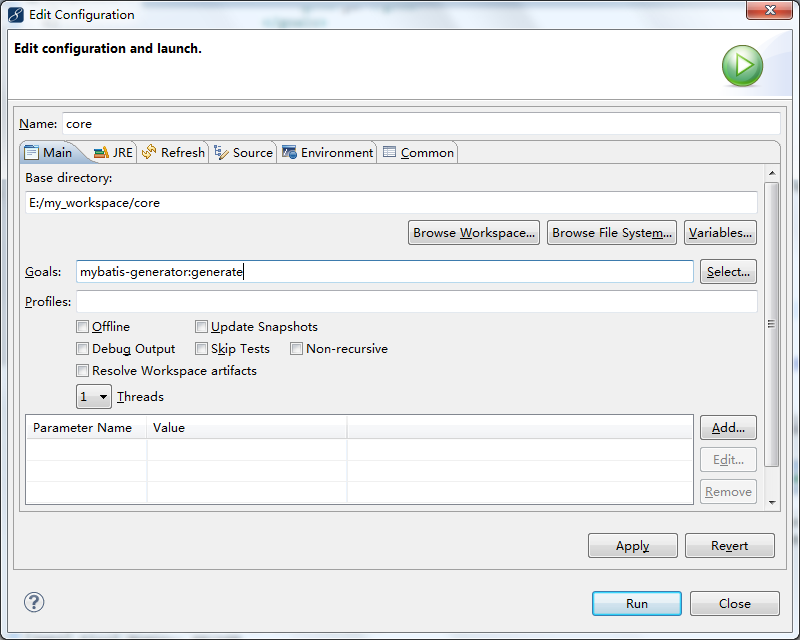 Edit Configuration
Edit configuration and launch.
Name: core
Main JRE Refresh Source Environment Common
Base directory:
E:/my_workspace/core
Browse Workspace... Browse File System... Variables...
Goals: mybatis-generator:generate Select...
Profiles:
Offline Update Snapshots
Debug Output Skip Tests Non-recursive
Resolve Workspace artifacts
1 Threads
Parameter Name Value Add...
Edit...
Remove
Apply Revert
Run Close